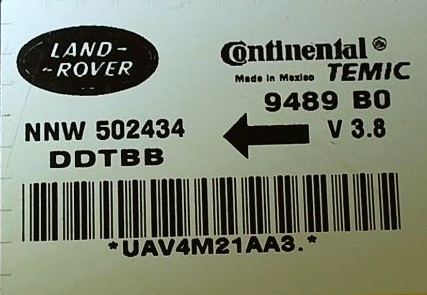 LAND-
-ROVER
Continental ®
Made in Mexico TEMIC
9489 B0
NNW 502434
V 3.8
DDTBB
*UAV4M21AA3.*